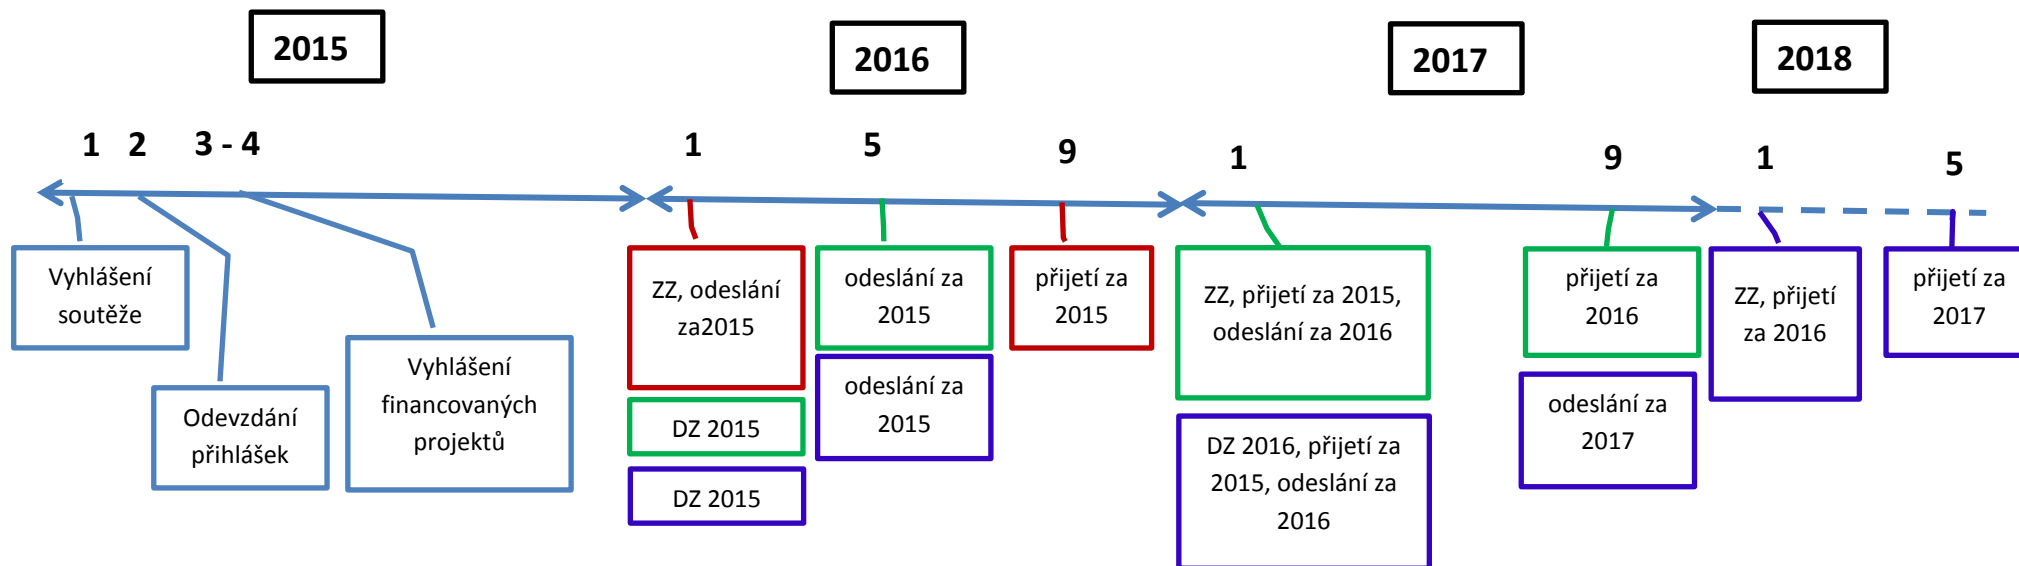 2015
2016
2017
2018
1 2 3 - 4 1 5 9 1 9 1 5
Vyhlášení
soutěže
Odevzdání
přihlášek
Vyhlášení
financovaných
projektů
ZZ, odeslání
za2015
DZ 2015
DZ 2015
odeslání za
2015
odeslání za
2015
přijetí za
2015
ZZ, přijetí za 2015,
odeslání za 2016
DZ 2016, přijetí za
2015, odeslání za
2016
přijetí za
2016
odeslání za
2017
ZZ, přijetí
za 2016
přijetí za
2017